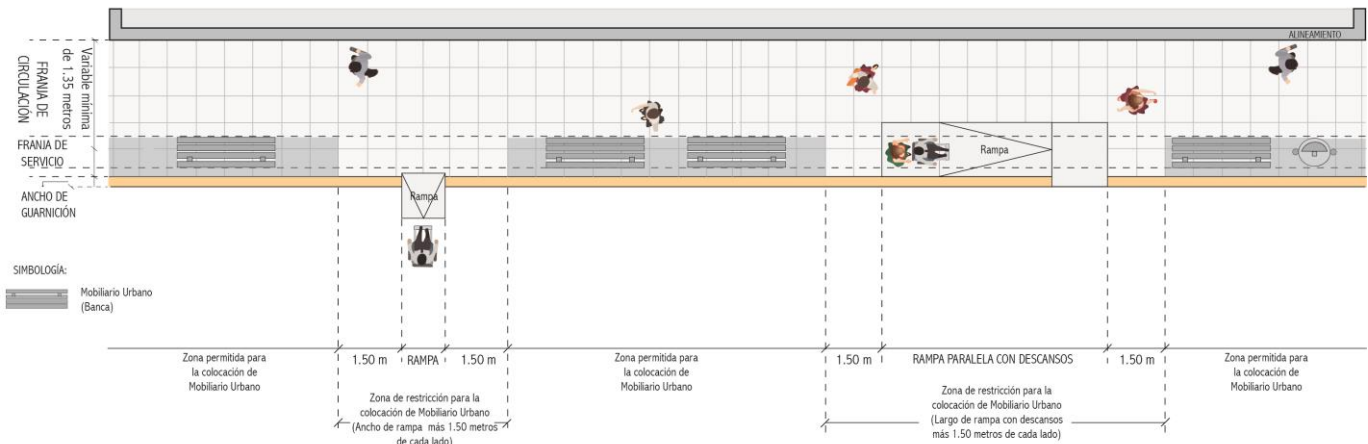 ALINEAMIENTO
Variable mínima
de 1.35 metros
FRANJA DE
CIRCULACIÓN
FRANJA DE
SERVICIO
ANCHO DE
GUARNICIÓN
Rampa
Rampa
SIMBOLOGÍA:
Mobiliario Urbano
(Banca)
Zona permitida para
la colocación de
Mobiliario Urbano
1.50 m
RAMPA
1.50 m
Zona de restricción para la
colocación de Mobiliario Urbano
(Ancho de rampa más 1.50 metros
de cada lado)
Zona permitida para
la colocación de
Mobiliario Urbano
1.50 m
RAMPA PARALELA CON DESCANSOS
1.50 m
Zona de restricción para la
colocación de Mobiliario Urbano
(Largo de rampa con descansos
más 1.50 metros de cada lado)
Zona permitida para
la colocación de
Mobiliario Urbano